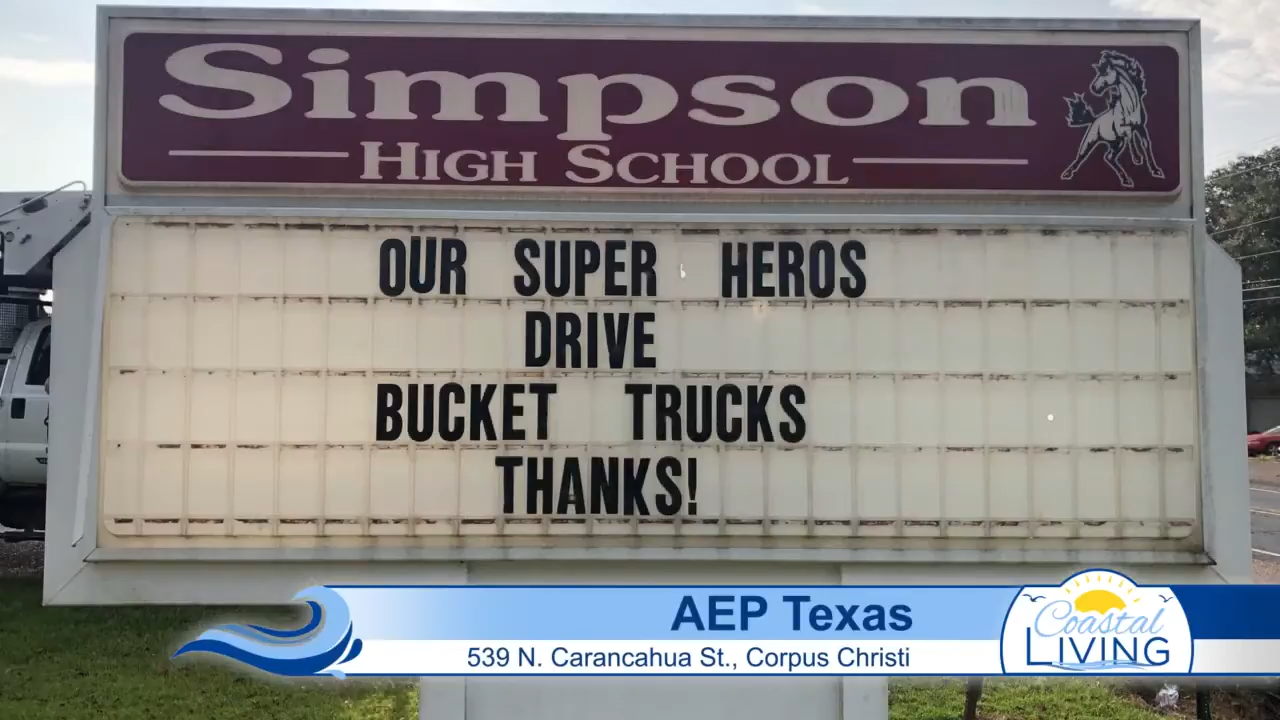 Simpson
HIGH SCHOOL
OUR SUPER HEROS
DRIVE
BUCKET TRUCKS
THANKS!
AEP Texas
539 N. Carancahua St., Corpus Christi
Coastal
LIVING